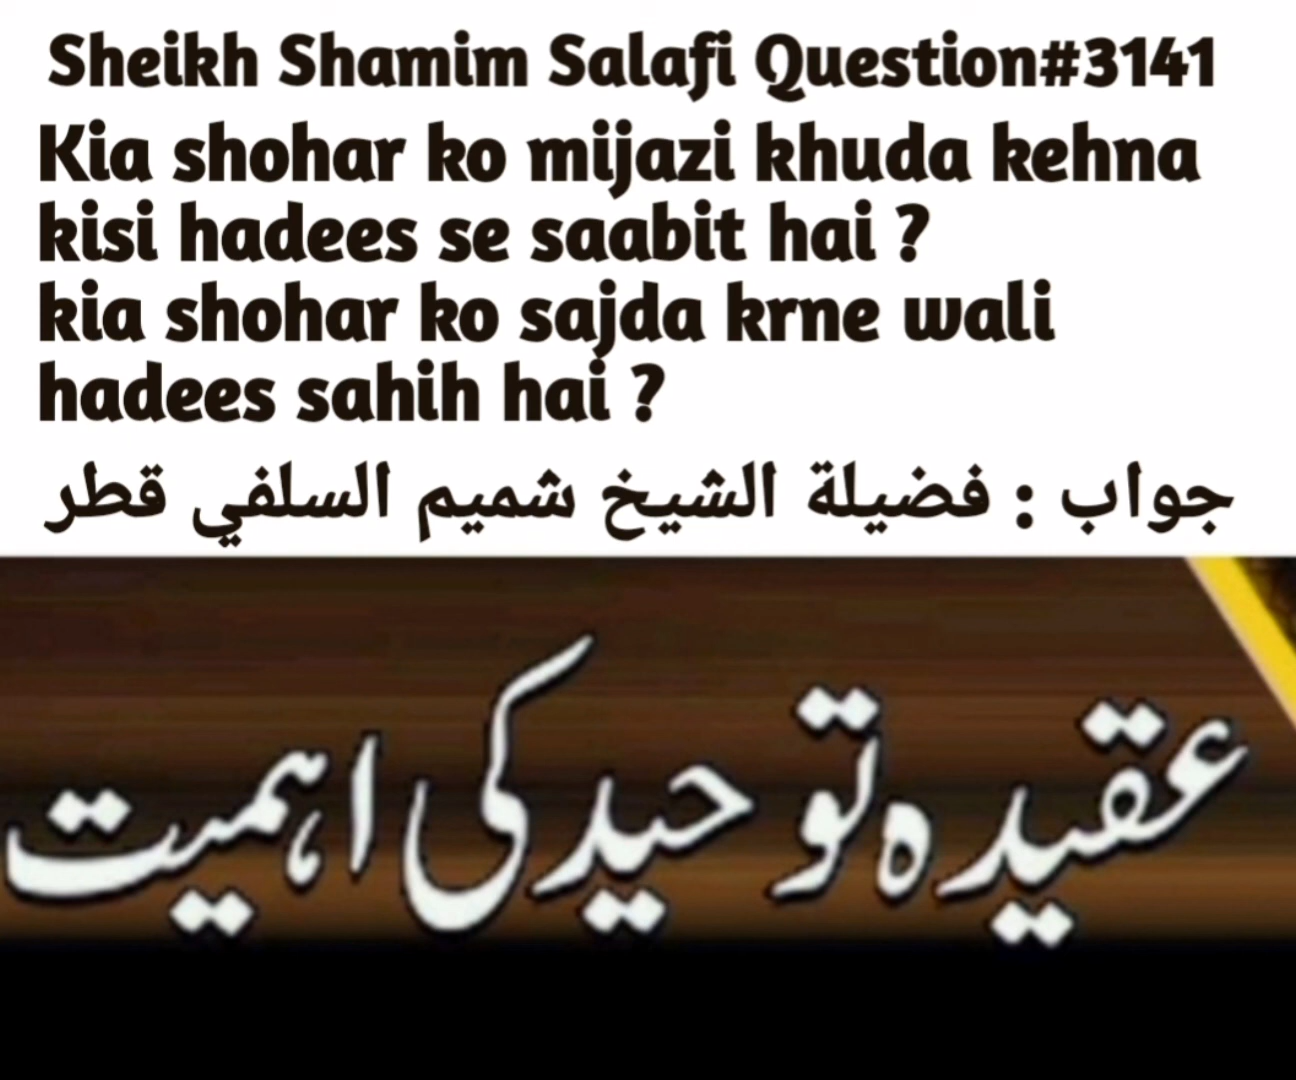 Sheikh Shamim Salafi Question#3141
Kia shohar ko mijazi khuda kehna
kisi hadees se saabit hai ?
kia shohar ko sajda krne wali
hadees sahih hai ?
جواب : فضيلة الشيخ شميم السلفي قطر
عقیدہ توحید کی اہمیت